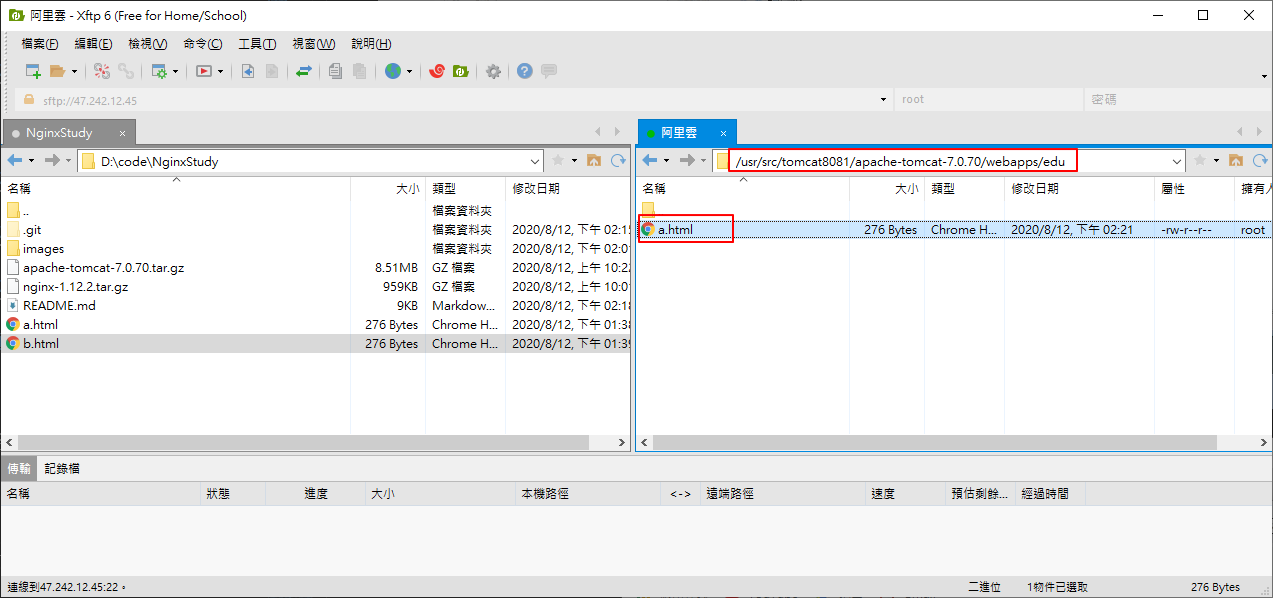 阿里雲 - Xftp 6 (Free for Home/School)
檔案(F) 編輯(E) 檢視(V) 命令(C) 工具(T) 視窗(W) 說明(H)
sftp://47.242.12.45 root 密碼
NginxStudy × 阿里雲 ×
D:\code\NginxStudy /usr/src/tomcat8081/apache-tomcat-7.0.70/webapps/edu
名稱 大小 類型 修改日期 名稱 大小 類型 修改日期 屬性 擁有人
.. 檔案資料夾
.git 檔案資料夾 2020/8/12, 下午 02:15 a.html 276 Bytes Chrome H... 2020/8/12, 下午 02:21 -rw-r--r-- root
images 檔案資料夾 2020/8/12, 下午 02:01
apache-tomcat-7.0.70.tar.gz 8.51MB GZ 檔案 2020/8/12, 上午 10:22
nginx-1.12.2.tar.gz 959KB GZ 檔案 2020/8/12, 上午 10:01
README.md 9KB Markdow... 2020/8/12, 下午 02:18
a.html 276 Bytes Chrome H... 2020/8/12, 下午 01:38
b.html 276 Bytes Chrome H... 2020/8/12, 下午 01:39
傳輸 記錄檔
名稱 狀態 進度 大小 本機路徑 <-> 遠端路徑 速度 預估剩餘... 經過時間
連線到47.242.12.45:22。 二進位 1物件已選取 276 Bytes